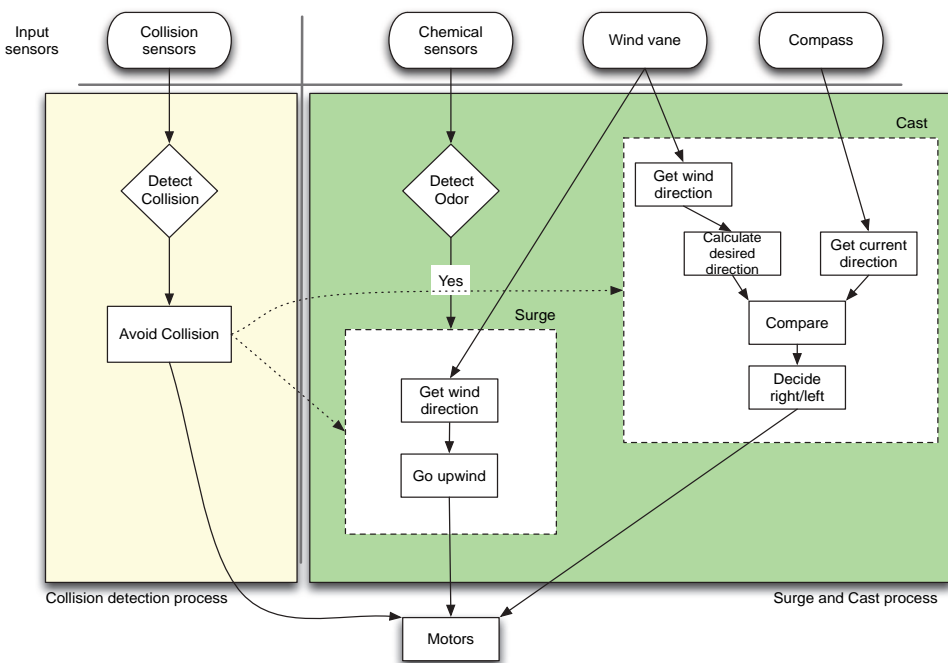 Input
sensors
Collision
sensors
Chemical
sensors
Wind vane
Compass
Cast
Detect
Collision
Detect
Odor
Get wind
direction
Calculate
desired
direction
Get current
direction
Yes
Avoid Collision
Surge
Compare
Get wind
direction
Decide
right/left
Go upwind
Collision detection process
Surge and Cast process
Motors